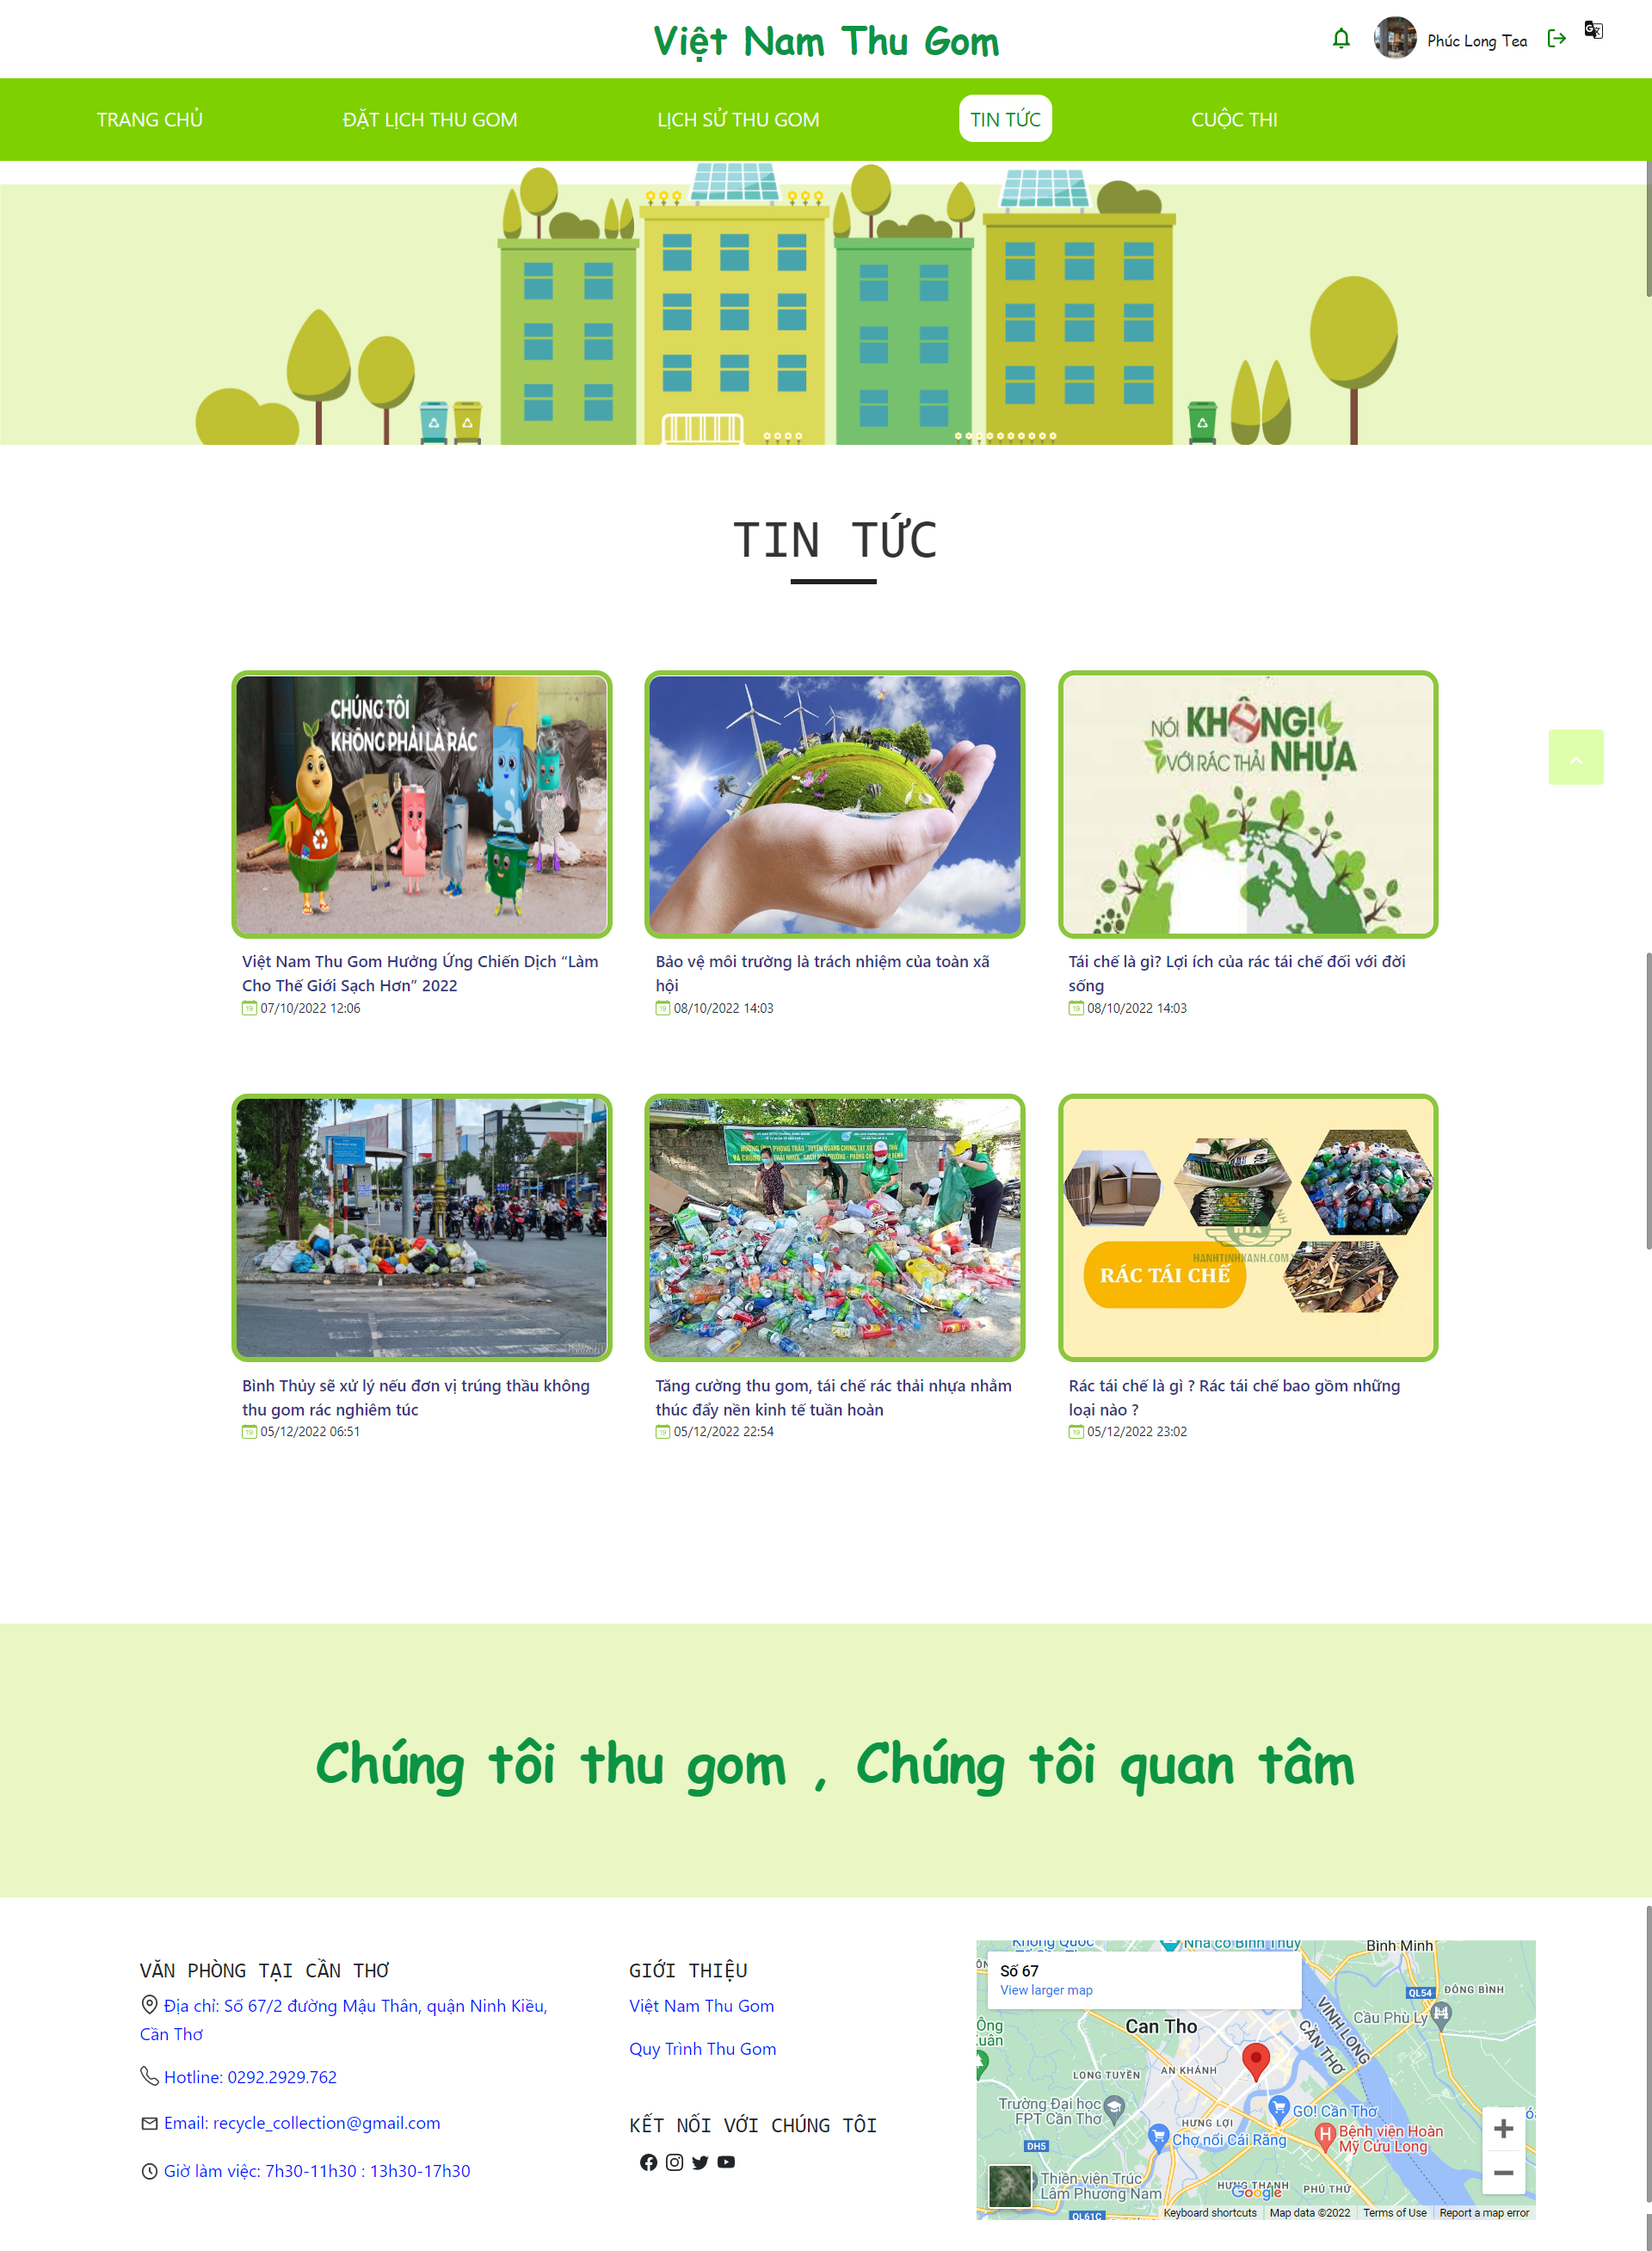 Việt Nam Thu Gom
Phúc Long Tea
TRANG CHỦ
ĐẶT LỊCH THU GOM
LỊCH SỬ THU GOM
TIN TỨC
CUỘC THI
TIN TỨC
CHÚNG TÔI
KHÔNG PHẢI LÀ RÁC
NÓI KHÔNG!
VỚI RÁC THẢI NHỰA
Việt Nam Thu Gom Hưởng Ứng Chiến Dịch “Làm
Cho Thế Giới Sạch Hơn” 2022
07/10/2022 12:06
Bảo vệ môi trường là trách nhiệm của toàn xã
hội
08/10/2022 14:03
Tái chế là gì? Lợi ích của rác tái chế đối với đời
sống
08/10/2022 14:03
HANHTINHXANH.COM
RÁC TÁI CHẾ
Bình Thủy sẽ xử lý nếu đơn vị trúng thầu không
thu gom rác nghiêm túc
05/12/2022 06:51
Tăng cường thu gom, tái chế rác thải nhựa nhằm
thúc đẩy nền kinh tế tuần hoàn
05/12/2022 22:54
Rác tái chế là gì ? Rác tái chế bao gồm những
loại nào ?
05/12/2022 23:02
Chúng tôi thu gom , Chúng tôi quan tâm
VĂN PHÒNG TẠI CẦN THƠ
Địa chỉ: Số 67/2 đường Mậu Thân, quận Ninh Kiều,
Cần Thơ
Hotline: 0292.2929.762
Email: recycle_collection@gmail.com
Giờ làm việc: 7h30-11h30 : 13h30-17h30
GIỚI THIỆU
Việt Nam Thu Gom
Quy Trình Thu Gom
KẾT NỐI VỚI CHÚNG TÔI
Số 67
View larger map
Bình Minh
QL54
ĐÔNG BÌNH
Cầu Phù Ly
VINH LONG
CẦN THƠ
Can Tho
AN KHÁNH
LONG TUYỀN
Trường Đại học
FPT Cần Thơ
HƯNG LỢI
GO! Cần Thơ
ĐH5
Chợ nổi Cái Răng
Bệnh viện Hoàn
Mỹ Cửu Long
Thiền viện Trúc
Lâm Phương Nam
HƯNG THẠNH
PHÚ THỨ
Google
QL61C
Keyboard shortcuts
Map data ©2022
Terms of Use
Report a map error